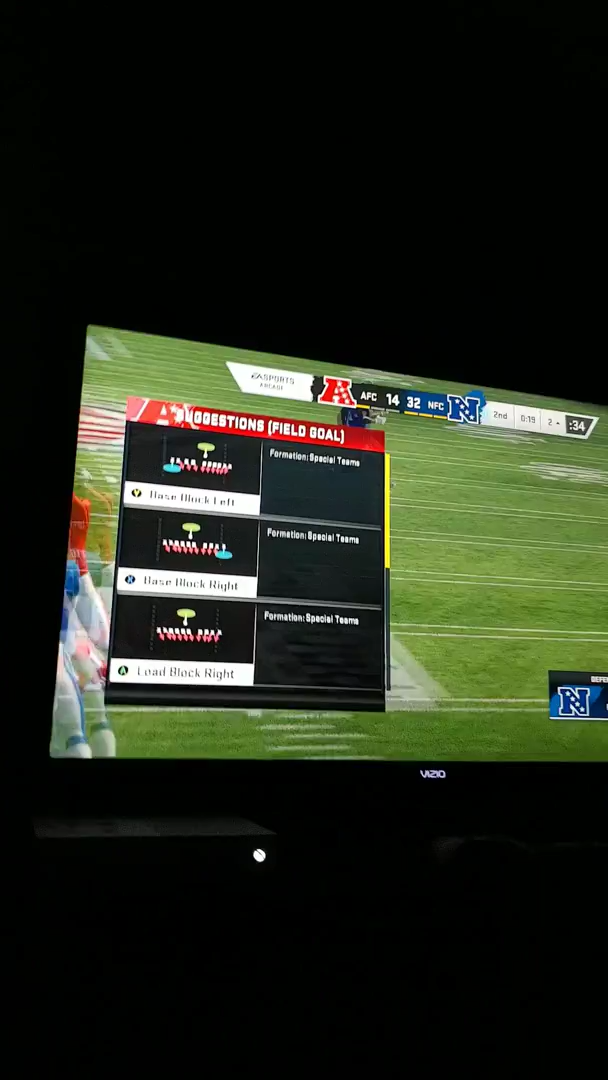 EA SPORTS
ARCADE
AFC 14 32 NFC
2nd 0:19 2 :34
SUGGESTIONS (FIELD GOAL)
Formation: Special Teams
Y Base Block Left
Formation: Special Teams
X Base Block Right
Formation: Special Teams
A Load Block Right
N
VIZIO